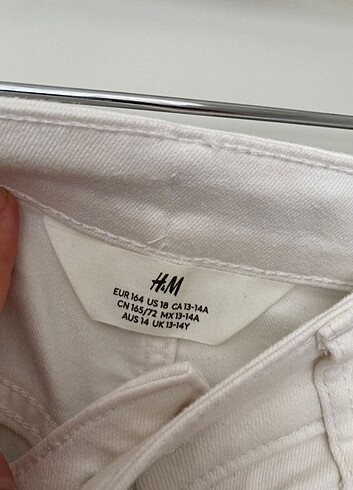 H&M
EUR 164 US 18 CA 13-14A
CN 165/72 MX 13-14A
AUS 14 UK 13-14Y